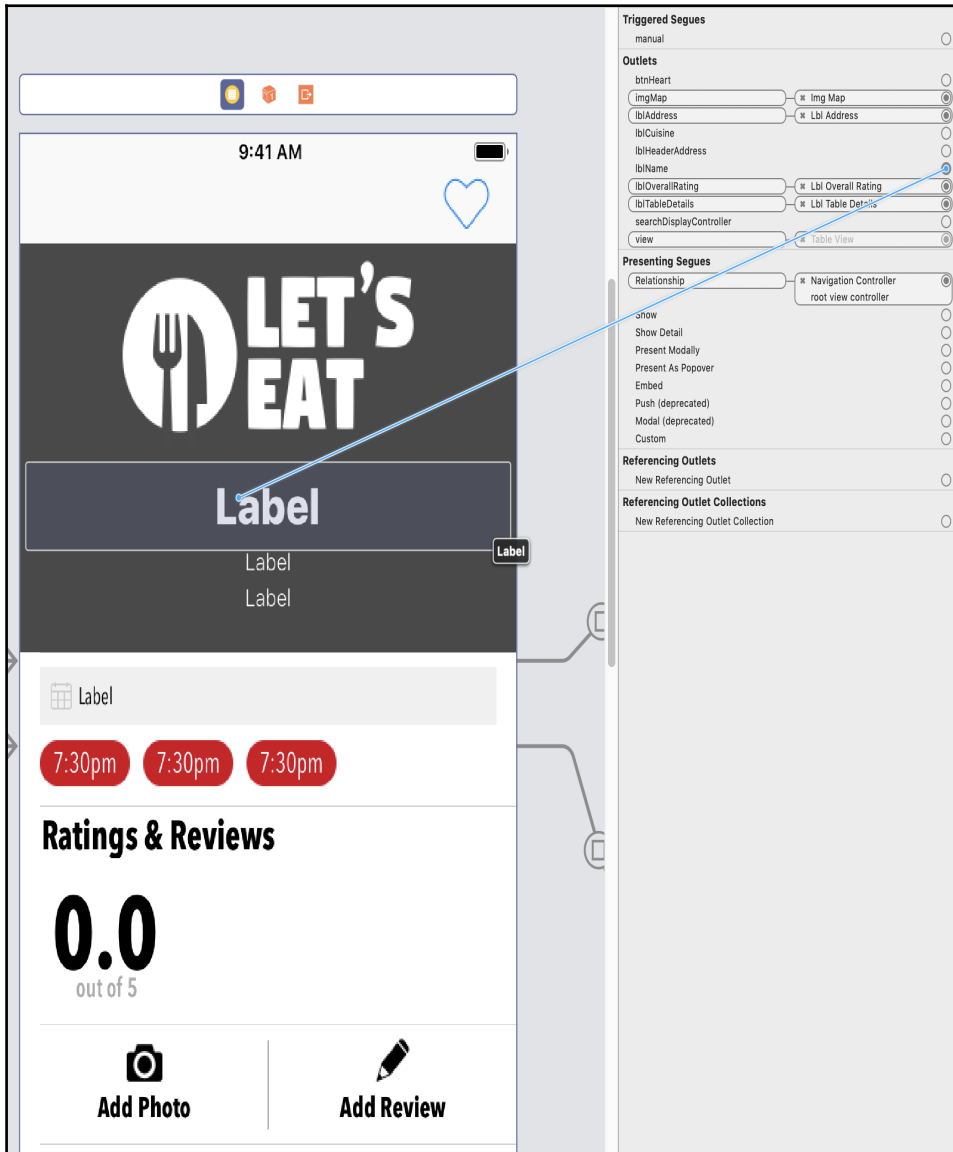 9:41 AM
LET'S
EAT
Label
Label
Label
Label
Label
7:30pm 7:30pm 7:30pm
Ratings & Reviews
0.0
out of 5
Add Photo Add Review
Triggered Segues
manual
Outlets
btnHeart
imgMap Img Map
lblAddress Lbl Address
lblCuisine
lblHeaderAddress
lblName
lblOverallRating Lbl Overall Rating
lblTableDetails Lbl Table Details
searchDisplayController
view Table View
Presenting Segues
Relationship Navigation Controller
root view controller
Show
Show Detail
Present Modally
Present As Popover
Embed
Push (deprecated)
Modal (deprecated)
Custom
Referencing Outlets
New Referencing Outlet
Referencing Outlet Collections
New Referencing Outlet Collection